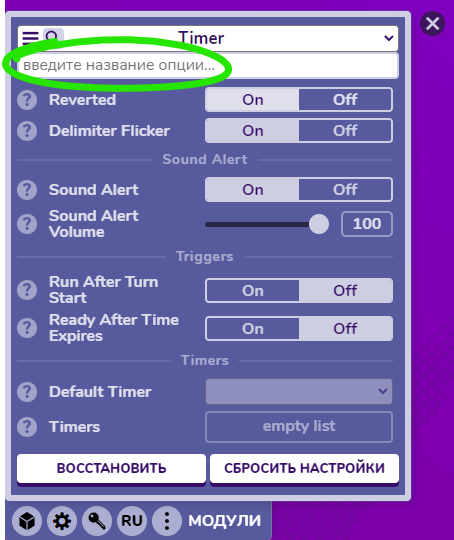 Timer
введите название опции...
Reverted On Off
Delimiter Flicker On Off
Sound Alert
Sound Alert On Off
Sound Alert
Volume 100
Triggers
Run After Turn
Start On Off
Ready After Time
Expires On Off
Timers
Default Timer
Timers empty list
ВОССТАНОВИТЬ СБРОСИТЬ НАСТРОЙКИ
RU МОДУЛИ